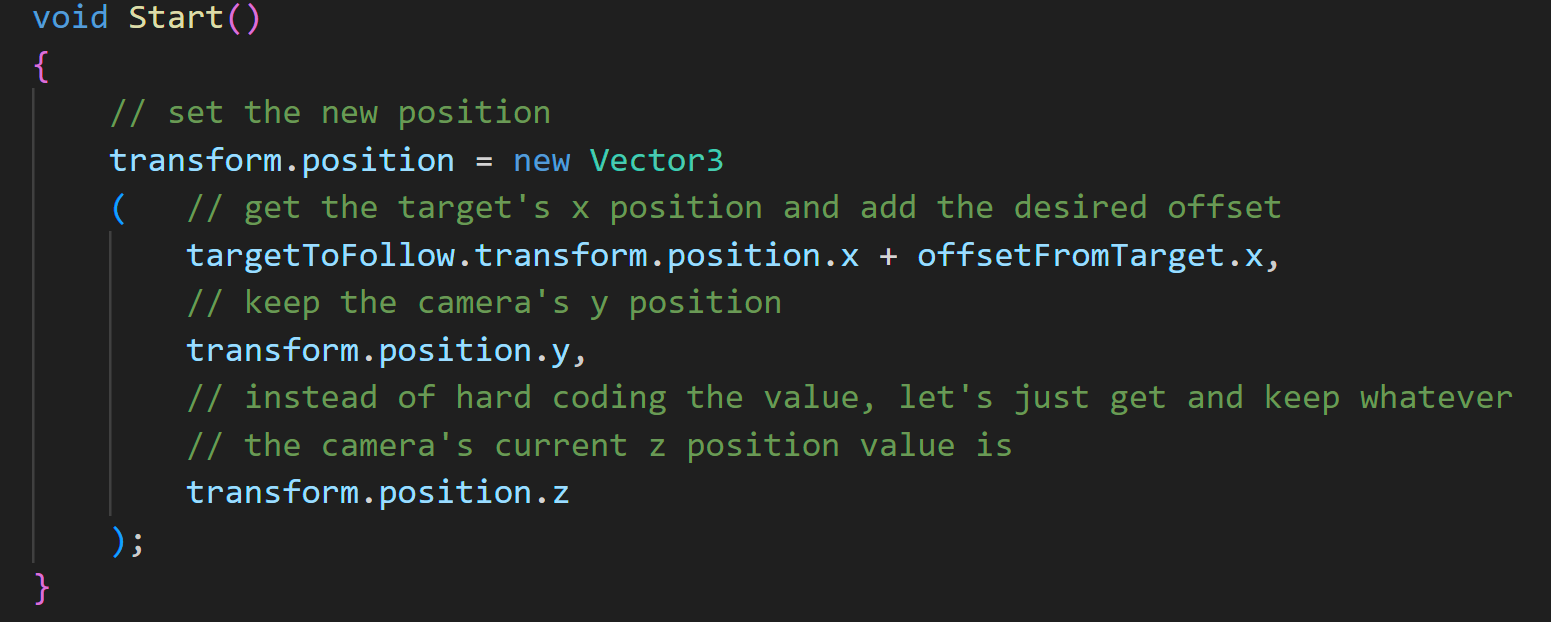 void Start()
{
    // set the new position
    transform.position = new Vector3
    (   // get the target's x position and add the desired offset
        targetToFollow.transform.position.x + offsetFromTarget.x,
        // keep the camera's y position
        transform.position.y,
        // instead of hard coding the value, let's just get and keep whatever
        // the camera's current z position value is
        transform.position.z
    );
}